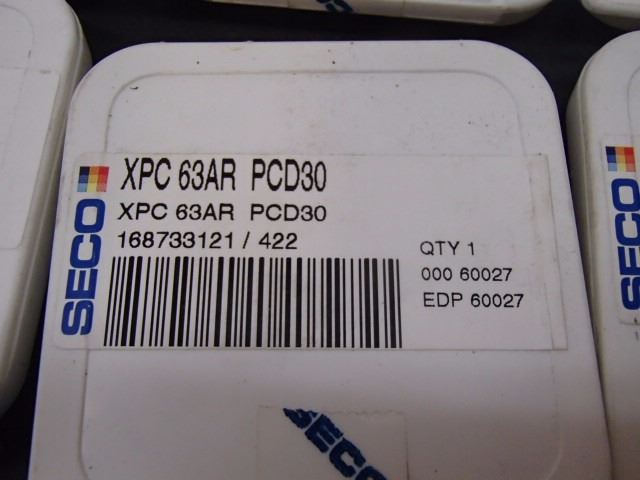 SECO
XPC 63AR PCD30
XPC 63AR PCD30
168733121 / 422
QTY 1
000 60027
EDP 60027
SECO
SECO